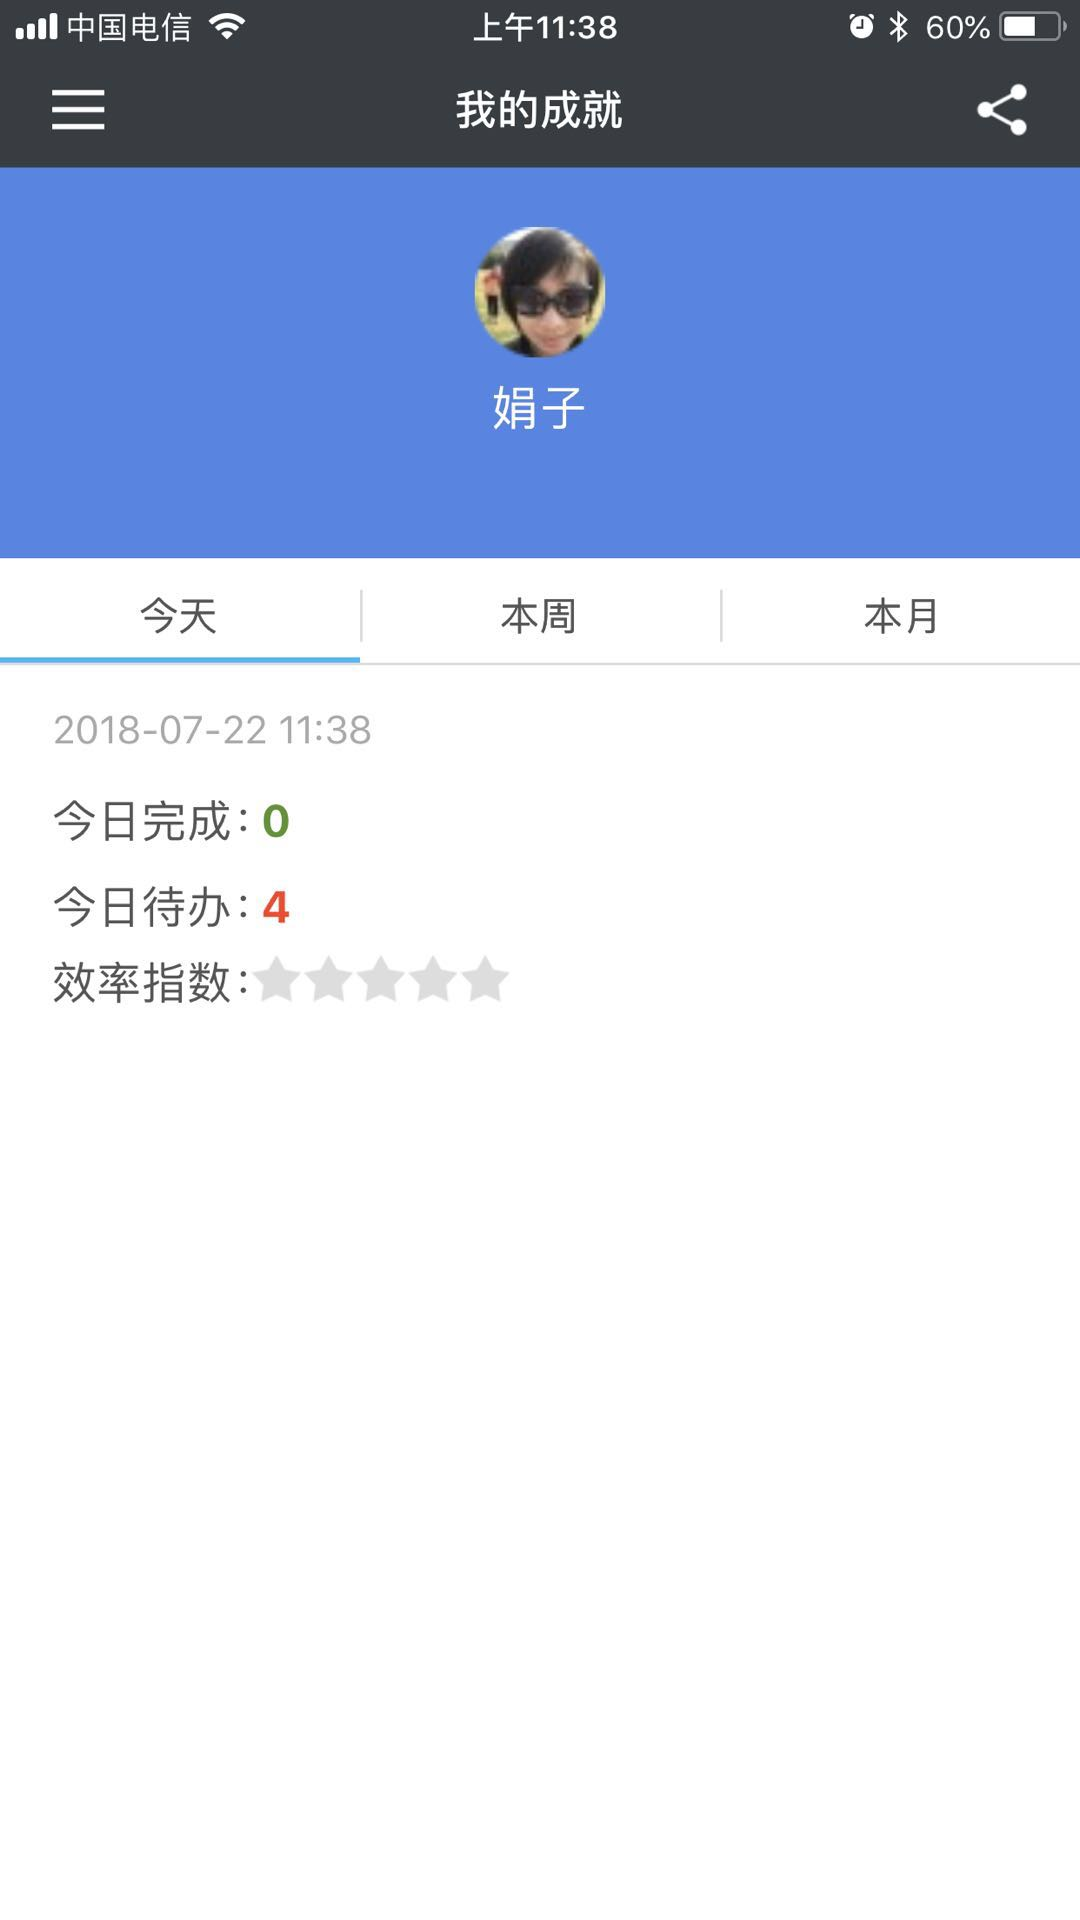 中国电信 上午11:38 60%
我的成就
娟子
今天 本周 本月
2018-07-22 11:38
今日完成: 0
今日待办: 4
效率指数: